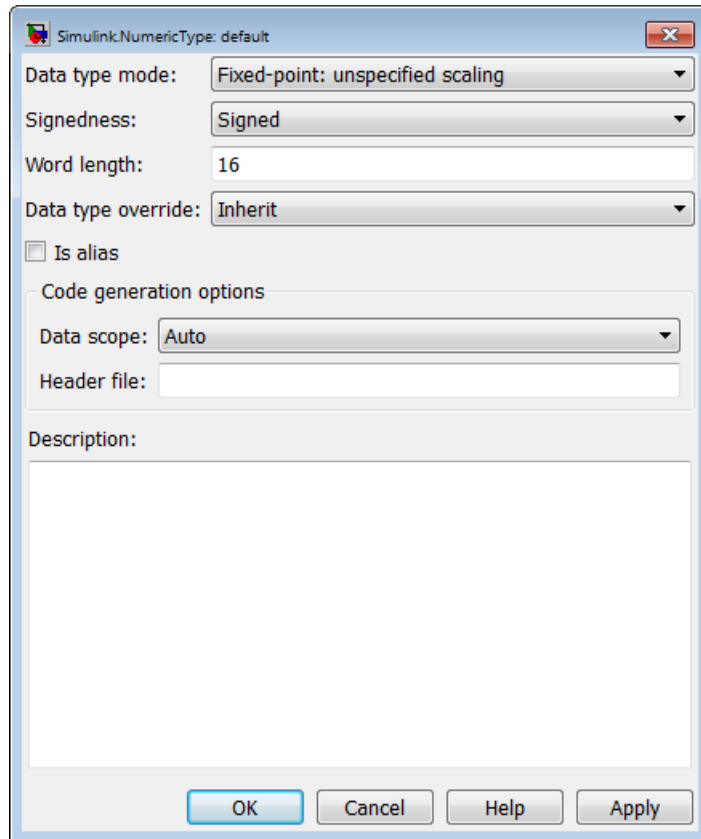 Simulink.NumericType: default
Data type mode: Fixed-point: unspecified scaling
Signedness: Signed
Word length: 16
Data type override: Inherit
Is alias
Code generation options
Data scope: Auto
Header file:
Description:
OK Cancel Help Apply